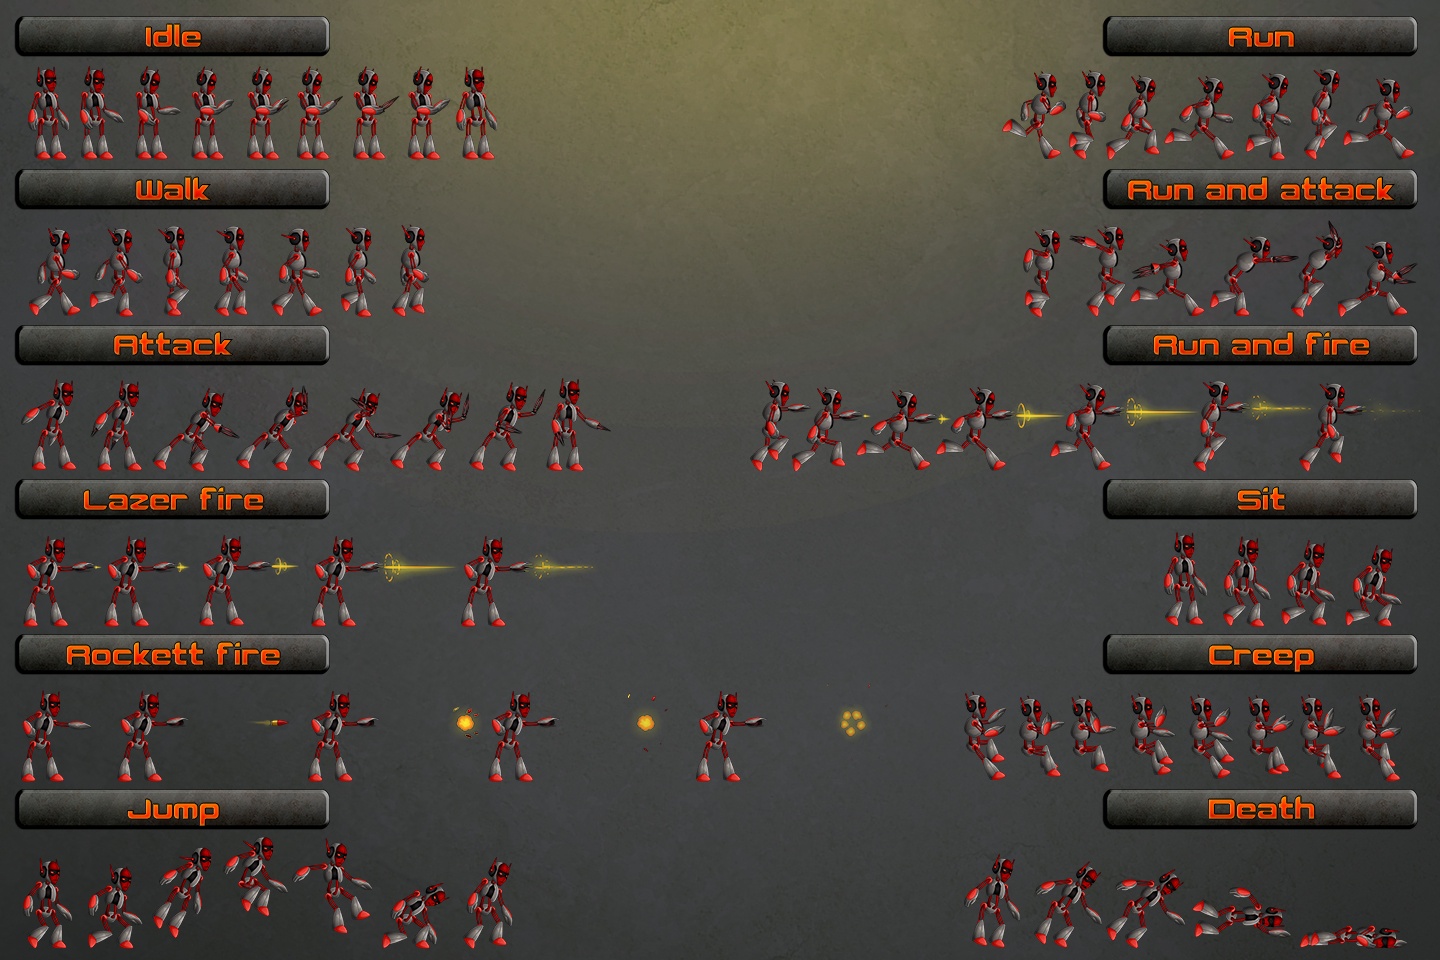 Idle
Run
Walk
Run and attack
Attack
Run and fire
Lazer fire
Sit
Rockett fire
Creep
Jump
Death